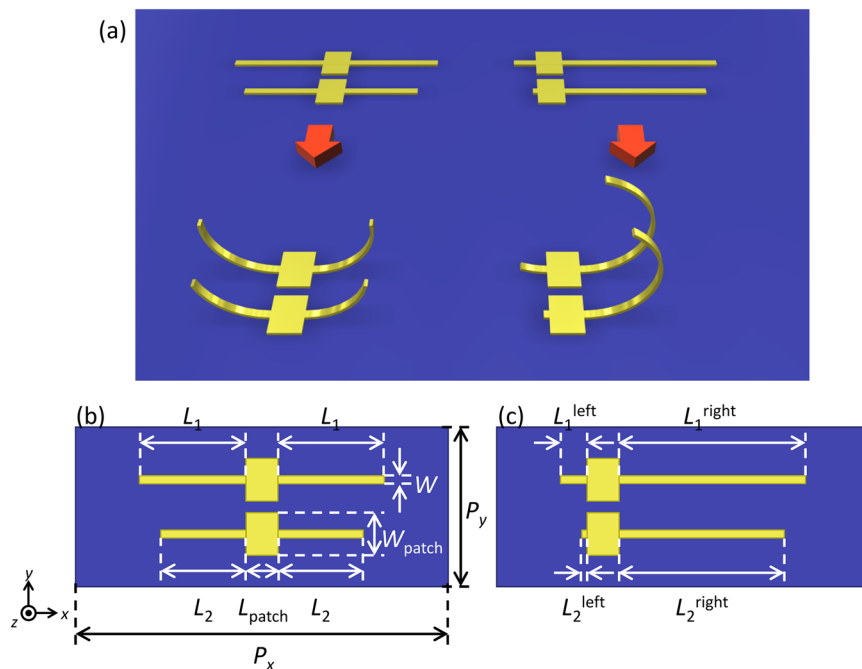 (a)
(b)
L1
L1
W
Wpatch
L2
Lpatch
L2
Px
Py
y
z
x
(c)
L1left
L1right
L2left
L2right